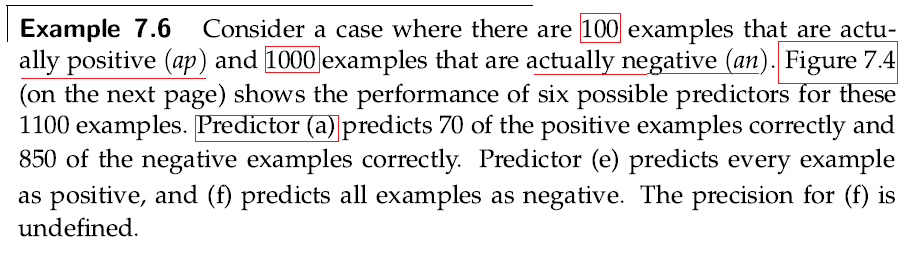 Example 7.6 Consider a case where there are 100 examples that are actu-
ally positive (ap) and 1000 examples that are actually negative (an). Figure 7.4
(on the next page) shows the performance of six possible predictors for these
1100 examples. Predictor (a) predicts 70 of the positive examples correctly and
850 of the negative examples correctly. Predictor (e) predicts every example
as positive, and (f) predicts all examples as negative. The precision for (f) is
undefined.